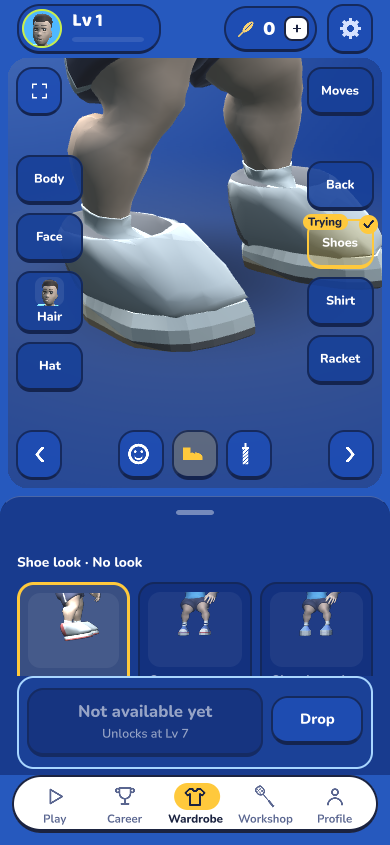 Lv 1
0
+
Moves
Body
Back
Trying
Face
Shoes
Hair
Shirt
Hat
Racket
Shoe look · No look
Not available yet
Unlocks at Lv 7
Drop
Play
Career
Wardrobe
Workshop
Profile